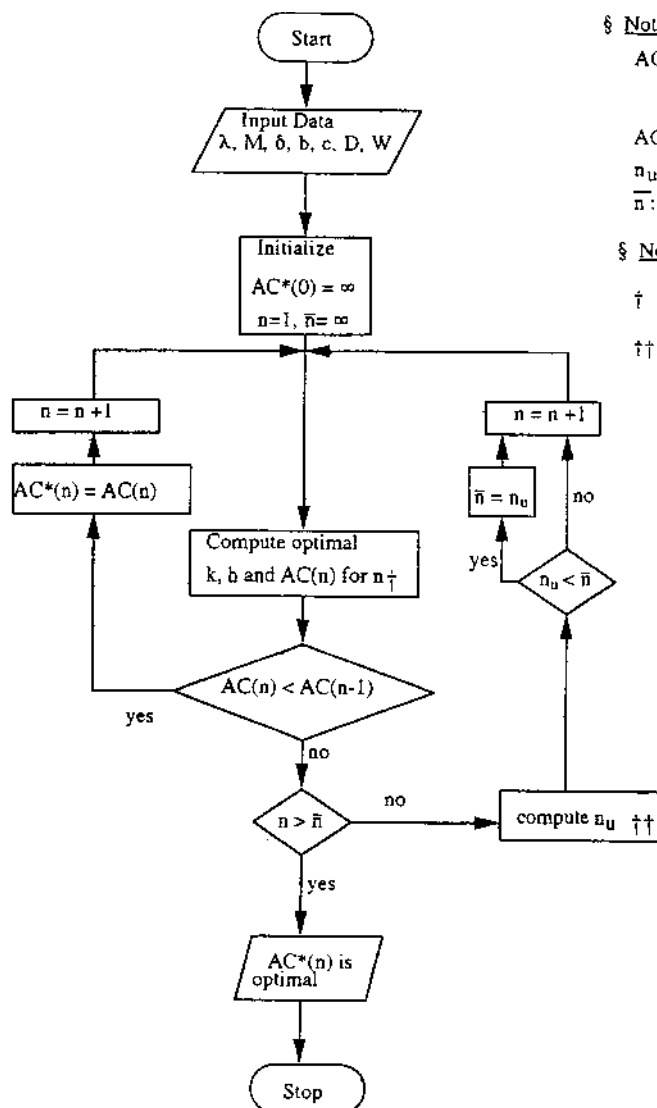 Start
Input Data
λ, M, δ, b, c, D, W
Initialize
AC*(0) = ∞
n=1, n̄= ∞
n = n +1
AC*(n) = AC(n)
Compute optimal
k, h and AC(n) for n †
AC(n) < AC(n-1)
yes
no
n > n̄
no
yes
AC*(n) is
optimal
Stop
n = n +1
n̄ = n_u
no
yes
n_u < n̄
compute n_u ††
§
AC
AC
n_u
n̄ :
§
†
††